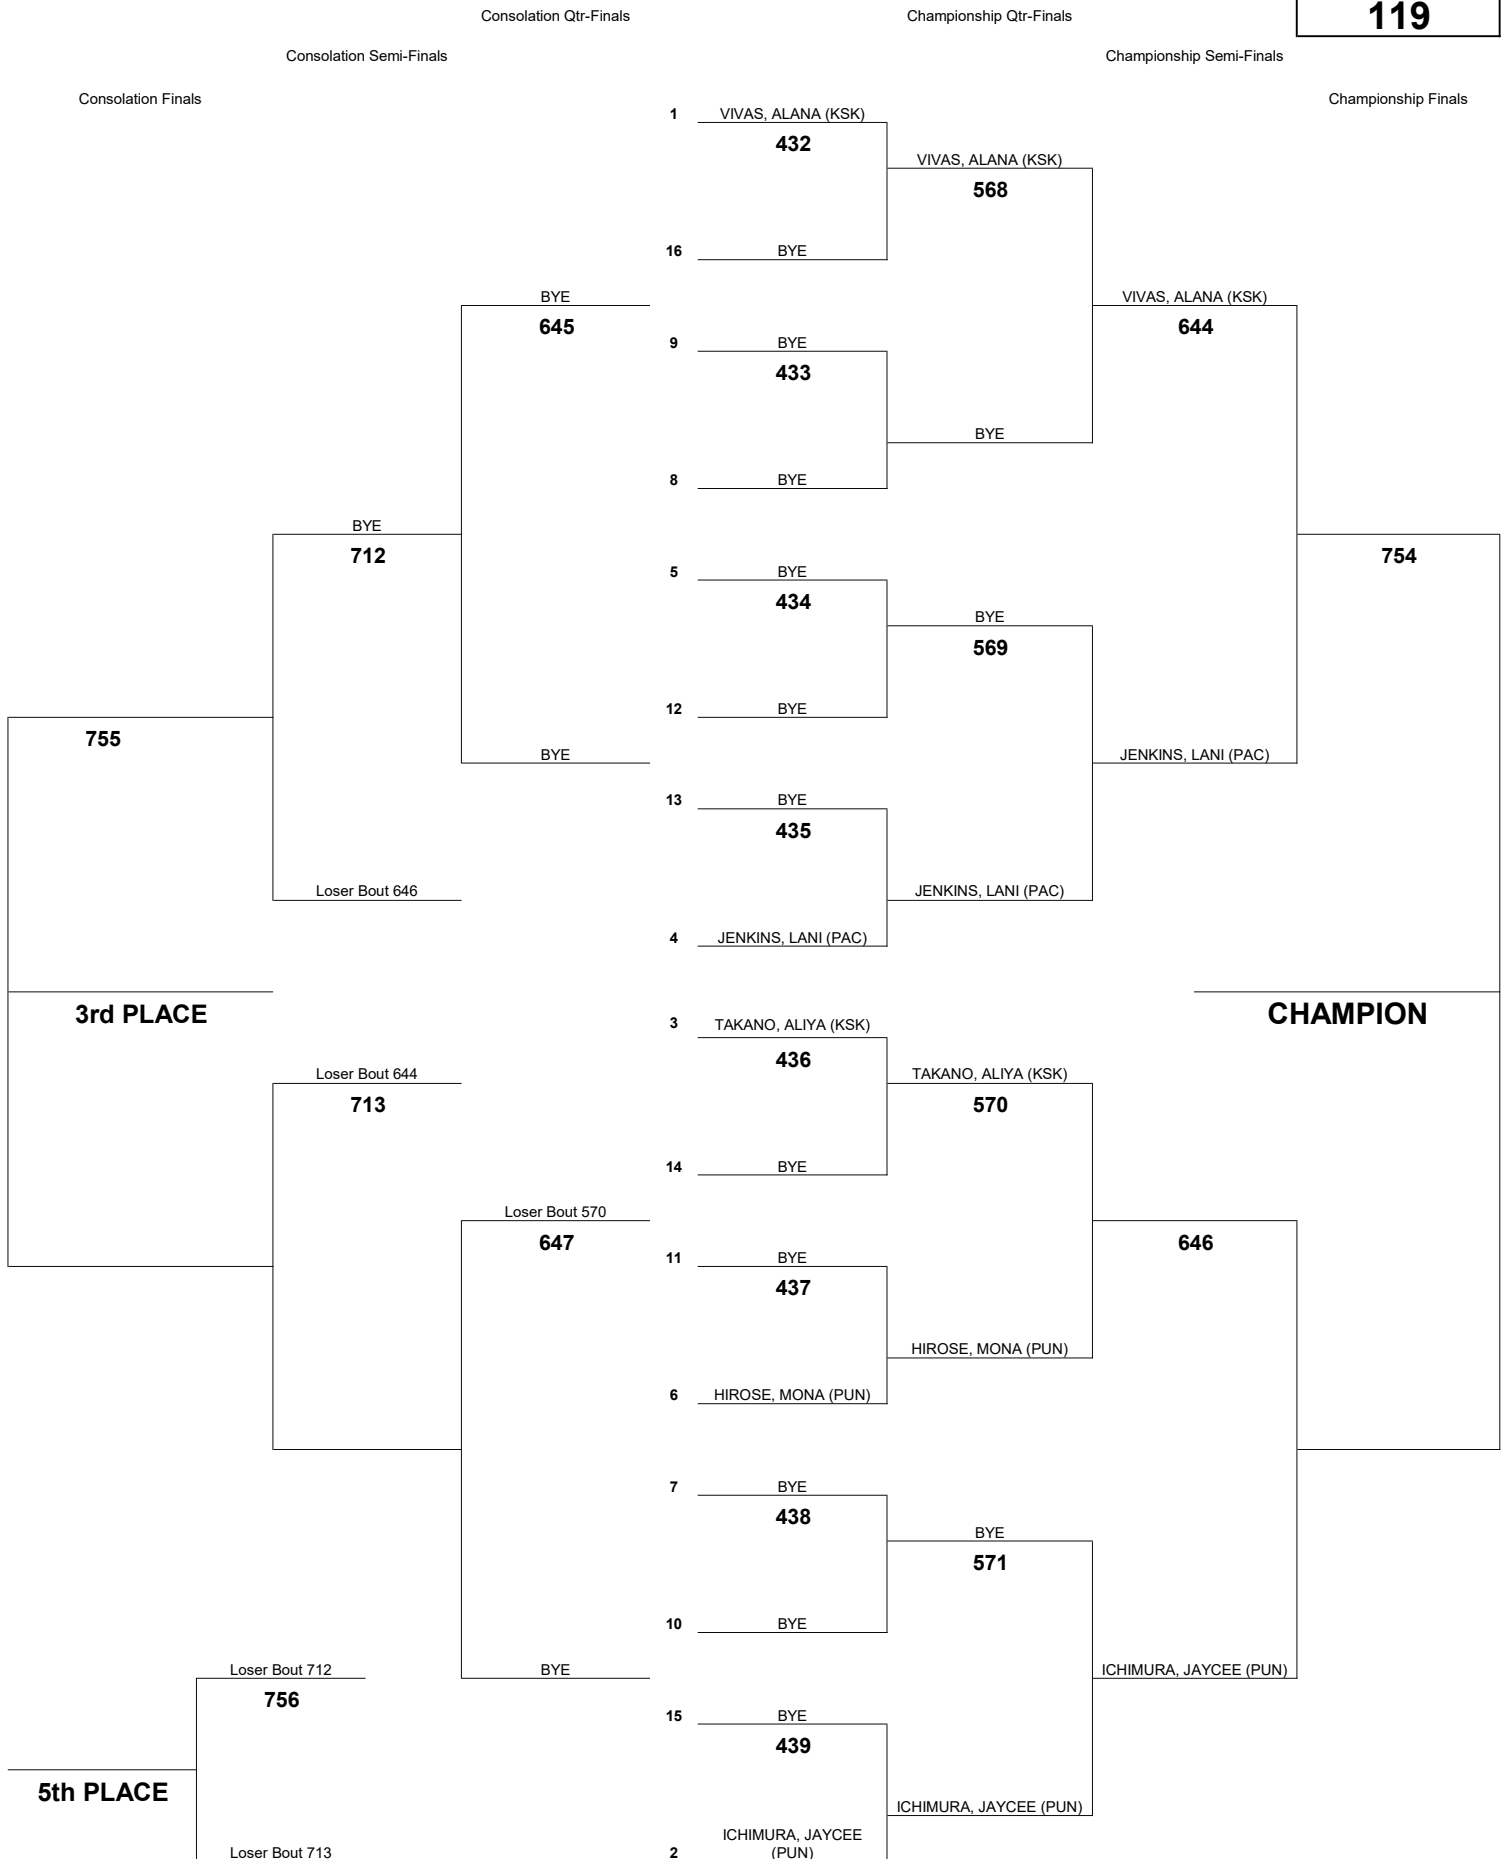 Consolation Qtr-Finals
Championship Qtr-Finals
119
Consolation Semi-Finals
Championship Semi-Finals
Consolation Finals
Championship Finals
1 VIVAS, ALANA (KSK)
432
VIVAS, ALANA (KSK)
568
16 BYE
BYE
VIVAS, ALANA (KSK)
645
644
9 BYE
433
BYE
8 BYE
BYE
712
754
5 BYE
434
BYE
569
12 BYE
755
BYE
JENKINS, LANI (PAC)
13 BYE
435
Loser Bout 646
JENKINS, LANI (PAC)
4 JENKINS, LANI (PAC)
3rd PLACE
CHAMPION
3 TAKANO, ALIYA (KSK)
436
Loser Bout 644
TAKANO, ALIYA (KSK)
713
570
14 BYE
Loser Bout 570
647
646
11 BYE
437
HIROSE, MONA (PUN)
6 HIROSE, MONA (PUN)
7 BYE
438
BYE
571
10 BYE
Loser Bout 712
BYE
ICHIMURA, JAYCEE (PUN)
756
15 BYE
439
5th PLACE
ICHIMURA, JAYCEE (PUN)
ICHIMURA, JAYCEE
Loser Bout 713
2 (PUN)